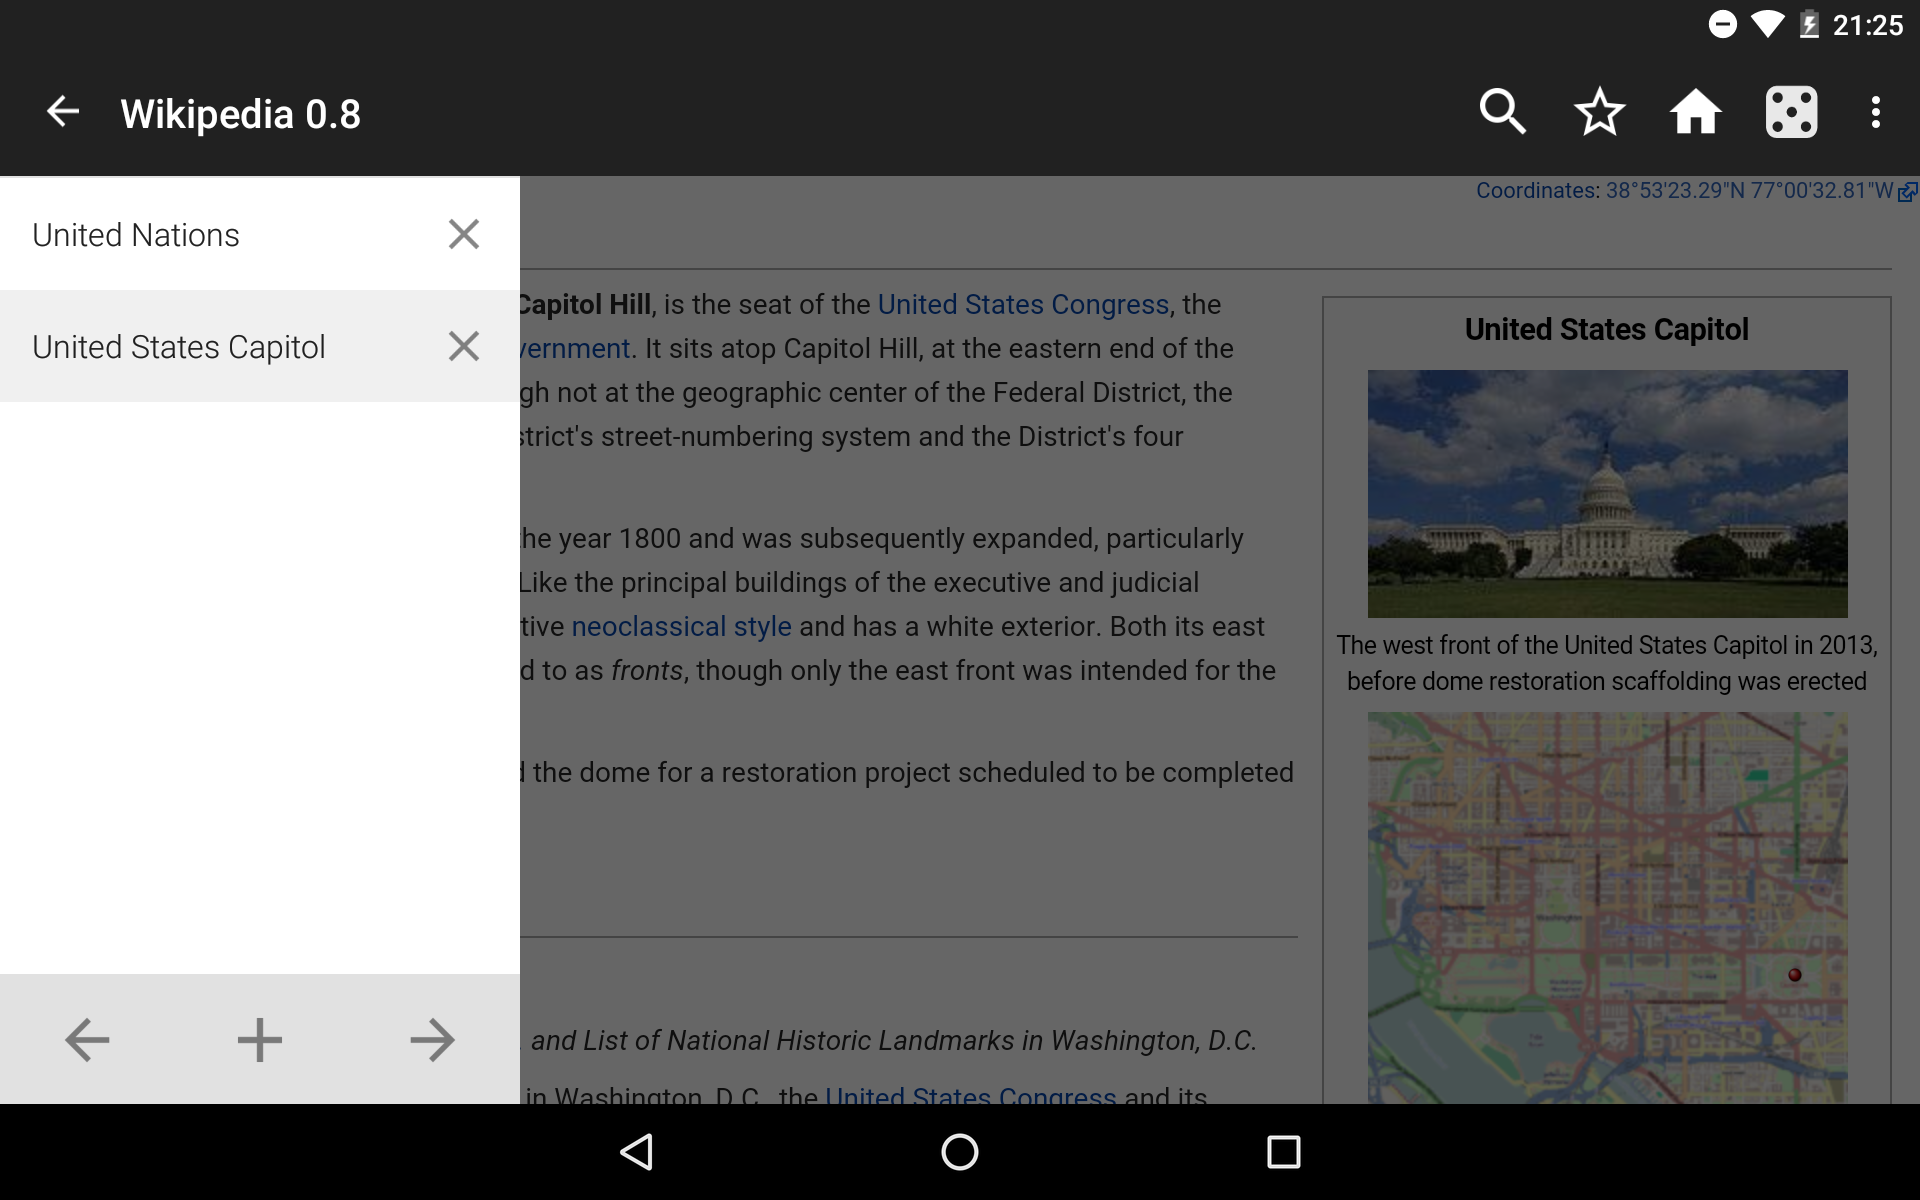 21:25
Wikipedia 0.8
United Nations
United States Capitol
Coordinates: 38°53'23.29"N 77°00'32.81"W
Capitol Hill, is the seat of the United States Congress, the
vernment. It sits atop Capitol Hill, at the eastern end of the
gh not at the geographic center of the Federal District, the
strict's street-numbering system and the District's four
the year 1800 and was subsequently expanded, particularly
Like the principal buildings of the executive and judicial
tive neoclassical style and has a white exterior. Both its east
d to as fronts, though only the east front was intended for the
d the dome for a restoration project scheduled to be completed
. and List of National Historic Landmarks in Washington, D.C.
in Washington, D.C., the United States Congress and its
United States Capitol
The west front of the United States Capitol in 2013,
before dome restoration scaffolding was erected
Washington